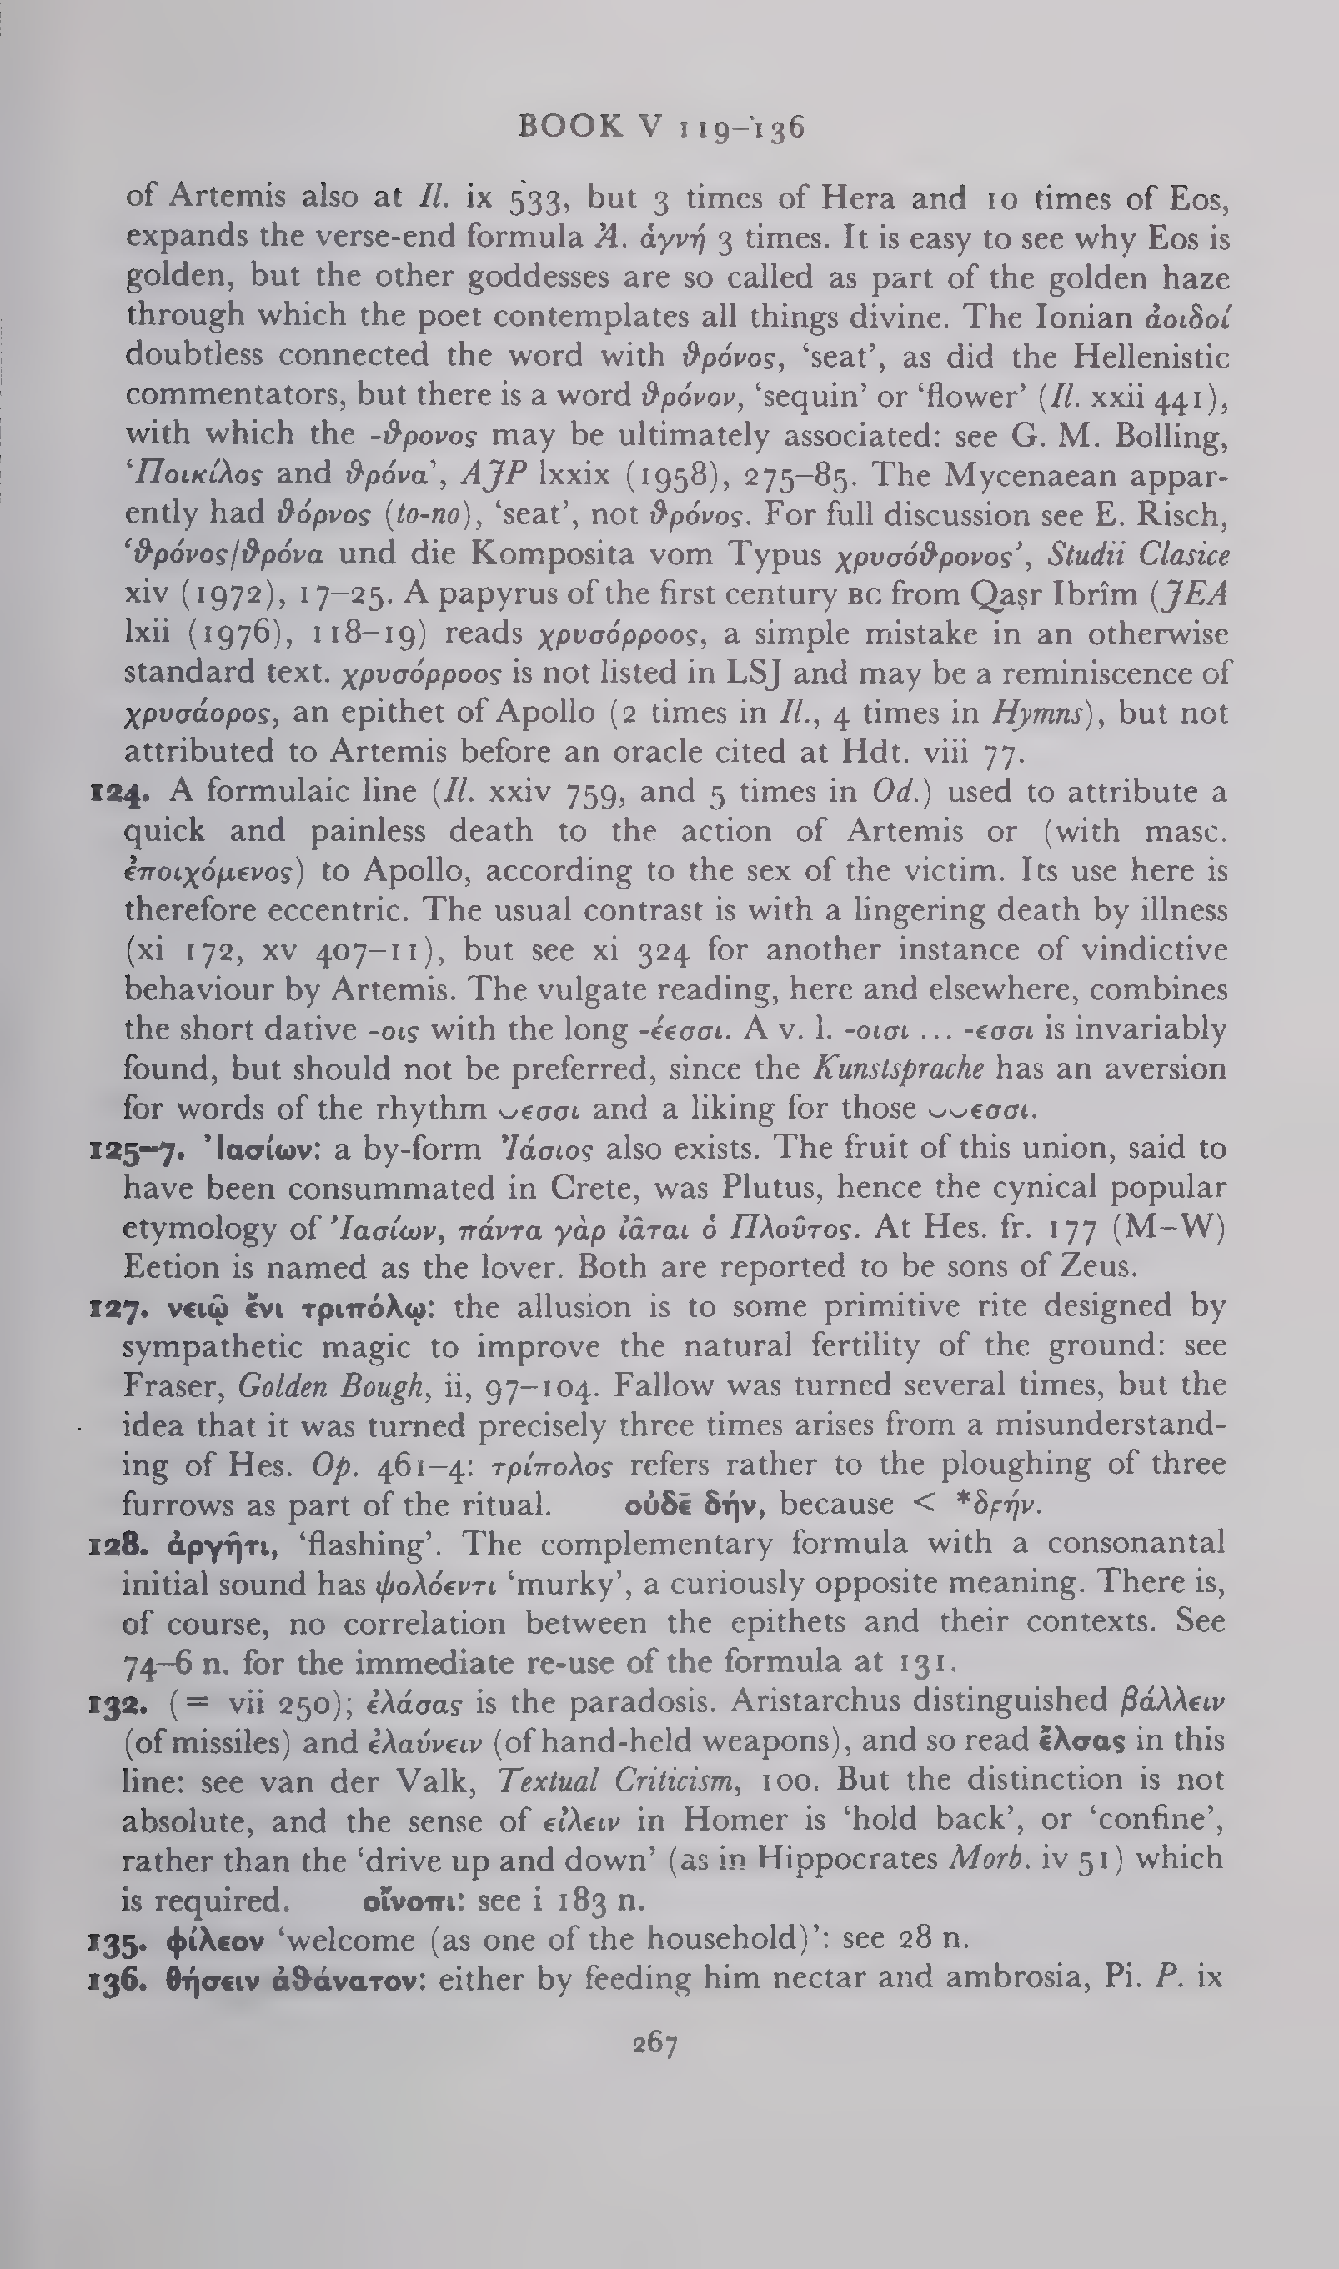 BOOK V 119–136
of Artemis also at Il. ix 533, but 3 times of Hera and 10 times of Eos,
expands the verse-end formula Ἄ. ἁγνή 3 times. It is easy to see why Eos is
golden, but the other goddesses are so called as part of the golden haze
through which the poet contemplates all things divine. The Ionian ἀοιδοί
doubtless connected the word with ϑρόνος, ‘seat’, as did the Hellenistic
commentators, but there is a word ϑρόνον, ‘sequin’ or ‘flower’ (Il. xxii 441),
with which the -ϑρονος may be ultimately associated: see G. M. Bolling,
‘Ποικίλος and ϑρόνα’, AJP lxxix (1958), 275–85. The Mycenaean appar-
ently had ϑόρνος (to-no), ‘seat’, not ϑρόνος. For full discussion see E. Risch,
‘ϑρόνος/ϑρόνα und die Komposita vom Typus χρυσόϑρονος’, Studii Clasice
xiv (1972), 17–25. A papyrus of the first century BC from Qaṣr Ibrîm (JEA
lxii (1976), 118–19) reads χρυσόρροος, a simple mistake in an otherwise
standard text. χρυσόρροος is not listed in LSJ and may be a reminiscence of
χρυσάορος, an epithet of Apollo (2 times in Il., 4 times in Hymns), but not
attributed to Artemis before an oracle cited at Hdt. viii 77.
124. A formulaic line (Il. xxiv 759, and 5 times in Od.) used to attribute a
quick and painless death to the action of Artemis or (with masc.
ἐποιχόμενος) to Apollo, according to the sex of the victim. Its use here is
therefore eccentric. The usual contrast is with a lingering death by illness
(xi 172, xv 407–11), but see xi 324 for another instance of vindictive
behaviour by Artemis. The vulgate reading, here and elsewhere, combines
the short dative -οις with the long -έεσσι. A v. l. -οισι ... -εσσι is invariably
found, but should not be preferred, since the Kunstsprache has an aversion
for words of the rhythm ⏑εσσι and a liking for those ⏑⏑εσσι.
125–7. Ἰασίων: a by-form Ἰάσιος also exists. The fruit of this union, said to
have been consummated in Crete, was Plutus, hence the cynical popular
etymology of Ἰασίων, πάντα γὰρ ἰᾶται ὁ Πλοῦτος. At Hes. fr. 177 (M–W)
Eetion is named as the lover. Both are reported to be sons of Zeus.
127. νειῷ ἔνι τριπόλῳ: the allusion is to some primitive rite designed by
sympathetic magic to improve the natural fertility of the ground: see
Fraser, Golden Bough, ii, 97–104. Fallow was turned several times, but the
idea that it was turned precisely three times arises from a misunderstand-
ing of Hes. Op. 461–4: τρίπολος refers rather to the ploughing of three
furrows as part of the ritual. οὐδὲ δήν, because < *δϝήν.
128. ἀργῆτι, ‘flashing’. The complementary formula with a consonantal
initial sound has ψολόεντι ‘murky’, a curiously opposite meaning. There is,
of course, no correlation between the epithets and their contexts. See
74–6 n. for the immediate re-use of the formula at 131.
132. (= vii 250); ἐλάσας is the paradosis. Aristarchus distinguished βάλλειν
(of missiles) and ἐλαύνειν (of hand-held weapons), and so read ἔλσας in this
line: see van der Valk, Textual Criticism, 100. But the distinction is not
absolute, and the sense of εἴλειν in Homer is ‘hold back’, or ‘confine’,
rather than the ‘drive up and down’ (as in Hippocrates Morb. iv 51) which
is required. οἴνοπι: see i 183 n.
135. φίλεον ‘welcome (as one of the household)’: see 28 n.
136. θήσειν ἀϑάνατον: either by feeding him nectar and ambrosia, Pi. P. ix
267